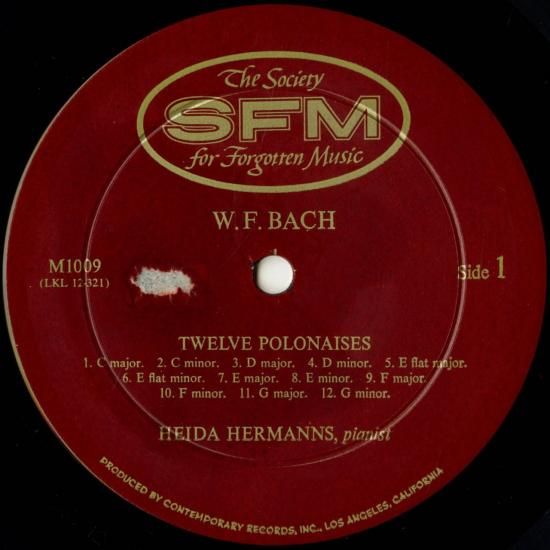 The Society
SFM
for Forgotten Music
W. F. BACH
M1009
(LKL 12-321)
Side 1
TWELVE POLONAISES
1. C major. 2. C minor. 3. D major. 4. D minor. 5. E flat major.
6. E flat minor. 7. E major. 8. E minor. 9. F major.
10. F minor. 11. G major. 12. G minor.
HEIDA HERMANNS, pianist
PRODUCED BY CONTEMPORARY RECORDS, INC., LOS ANGELES, CALIFORNIA